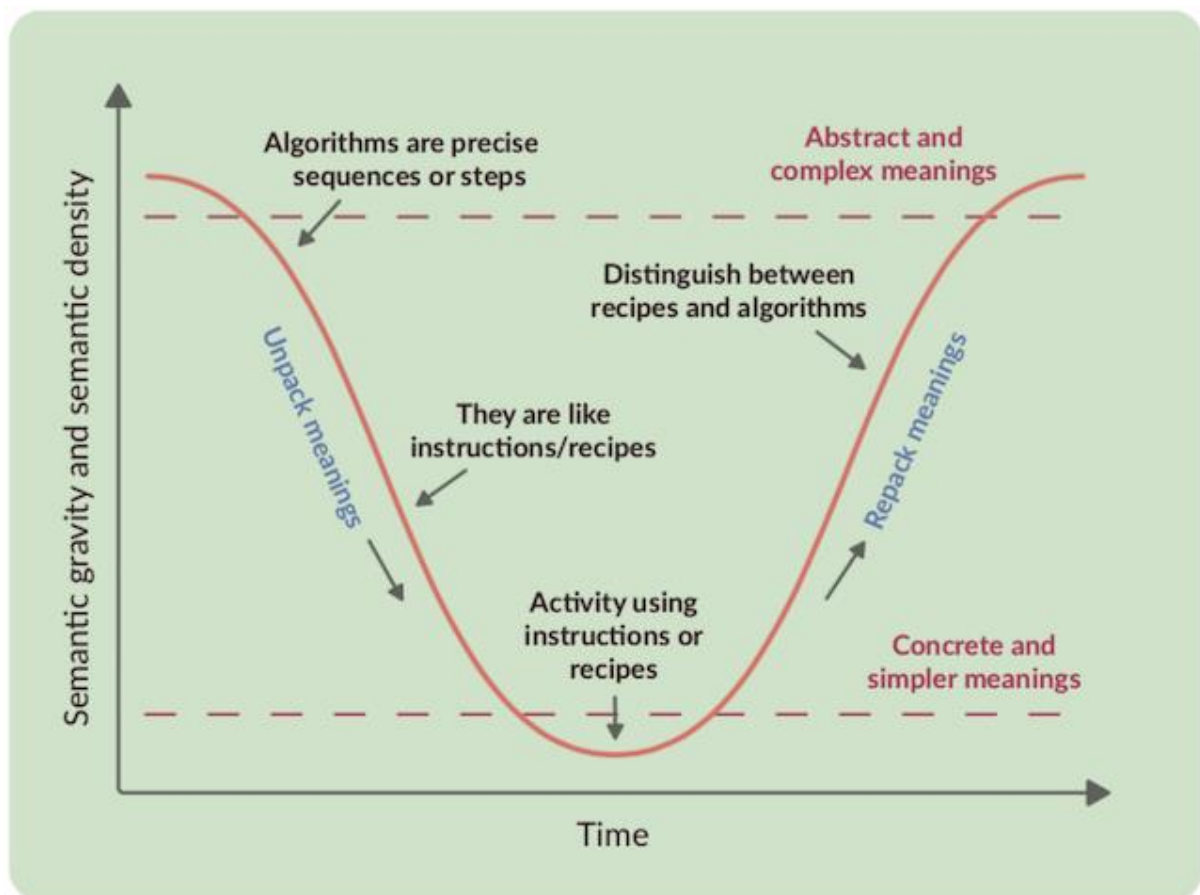 Algorithms are precise
sequences or steps
Abstract and
complex meanings
Distinguish between
recipes and algorithms
Unpack meanings
They are like
instructions/recipes
Repack meanings
Activity using
instructions or
recipes
Concrete and
simpler meanings
Semantic gravity and semantic density
Time